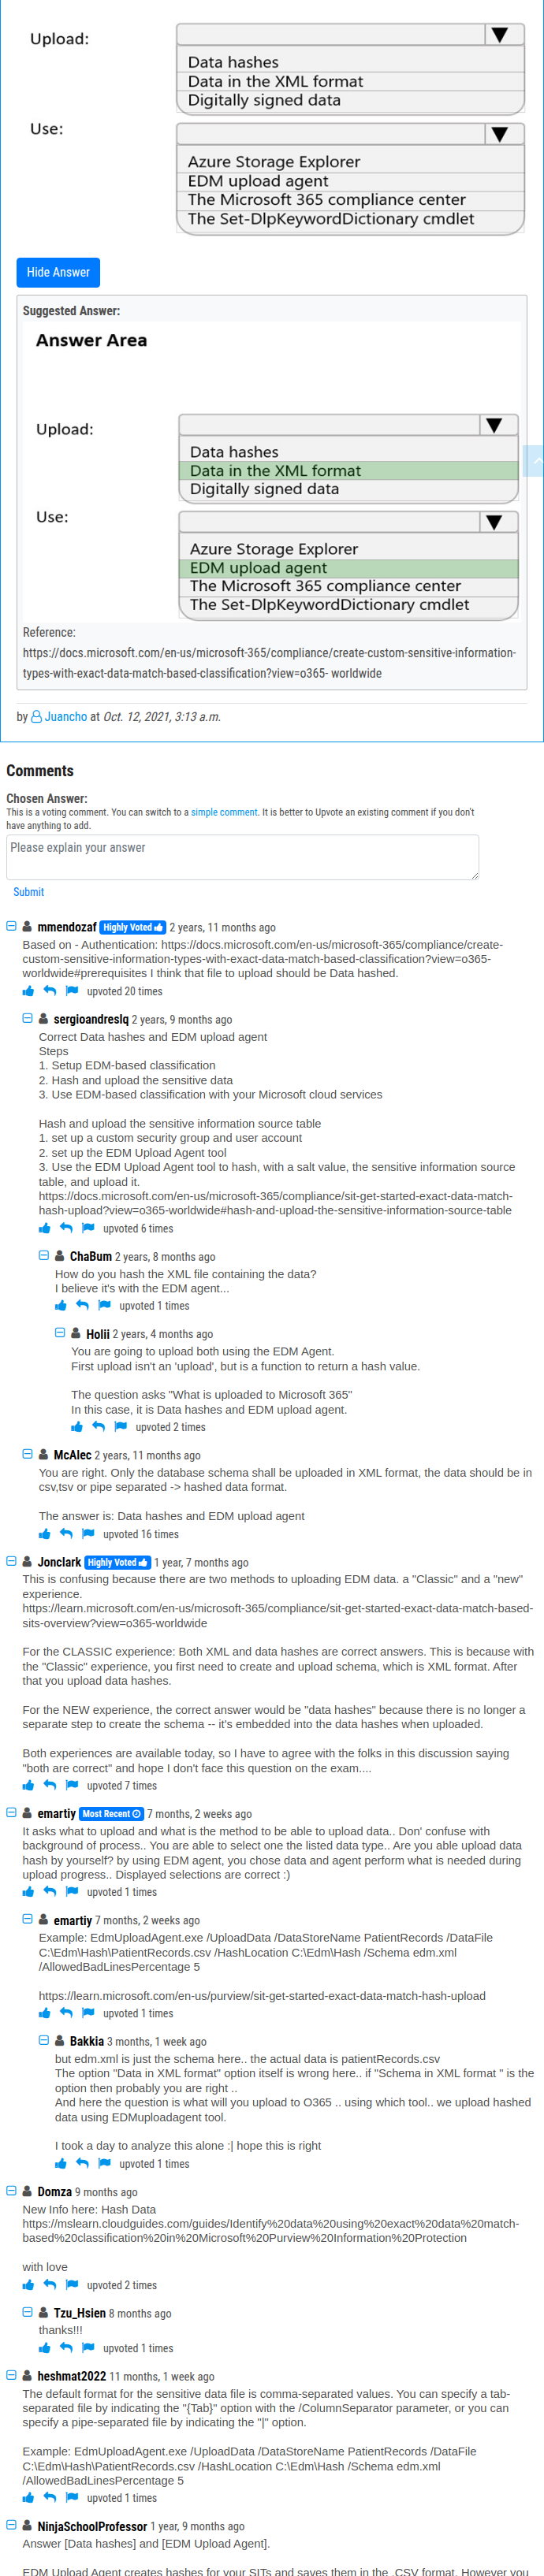 Upload:
Data hashes
Data in the XML format
Digitally signed data
Use:
Azure Storage Explorer
EDM upload agent
The Microsoft 365 compliance center
The Set-DlpKeywordDictionary cmdlet
Hide Answer
Suggested Answer:
Answer Area
Upload:
Data hashes
Data in the XML format
Digitally signed data
Use:
Azure Storage Explorer
EDM upload agent
The Microsoft 365 compliance center
The Set-DlpKeywordDictionary cmdlet
Reference:
https://docs.microsoft.com/en-us/microsoft-365/compliance/create-custom-sensitive-information-
types-with-exact-data-match-based-classification?view=o365- worldwide
by Juancho at Oct. 12, 2021, 3:13 a.m.
Comments
Chosen Answer:
This is a voting comment. You can switch to a simple comment. It is better to Upvote an existing comment if you don't
have anything to add.
Please explain your answer
Submit
mmendozaf Highly Voted 2 years, 11 months ago
Based on - Authentication: https://docs.microsoft.com/en-us/microsoft-365/compliance/create-
custom-sensitive-information-types-with-exact-data-match-based-classification?view=o365-
worldwide#prerequisites I think that file to upload should be Data hashed.
upvoted 20 times
sergioandreslq 2 years, 9 months ago
Correct Data hashes and EDM upload agent
Steps
1. Setup EDM-based classification
2. Hash and upload the sensitive data
3. Use EDM-based classification with your Microsoft cloud services
Hash and upload the sensitive information source table
1. set up a custom security group and user account
2. set up the EDM Upload Agent tool
3. Use the EDM Upload Agent tool to hash, with a salt value, the sensitive information source
table, and upload it.
https://docs.microsoft.com/en-us/microsoft-365/compliance/sit-get-started-exact-data-match-
hash-upload?view=o365-worldwide#hash-and-upload-the-sensitive-information-source-table
upvoted 6 times
ChaBum 2 years, 8 months ago
How do you hash the XML file containing the data?
I believe it's with the EDM agent...
upvoted 1 times
Holii 2 years, 4 months ago
You are going to upload both using the EDM Agent.
First upload isn't an 'upload', but is a function to return a hash value.
The question asks "What is uploaded to Microsoft 365"
In this case, it is Data hashes and EDM upload agent.
upvoted 2 times
McAlec 2 years, 11 months ago
You are right. Only the database schema shall be uploaded in XML format, the data should be in
csv,tsv or pipe separated -> hashed data format.
The answer is: Data hashes and EDM upload agent
upvoted 16 times
Jonclark Highly Voted 1 year, 7 months ago
This is confusing because there are two methods to uploading EDM data. a "Classic" and a "new"
experience.
https://learn.microsoft.com/en-us/microsoft-365/compliance/sit-get-started-exact-data-match-based-
sits-overview?view=o365-worldwide
For the CLASSIC experience: Both XML and data hashes are correct answers. This is because with
the "Classic" experience, you first need to create and upload schema, which is XML format. After
that you upload data hashes.
For the NEW experience, the correct answer would be "data hashes" because there is no longer a
separate step to create the schema -- it's embedded into the data hashes when uploaded.
Both experiences are available today, so I have to agree with the folks in this discussion saying
"both are correct" and hope I don't face this question on the exam....
upvoted 7 times
emartiy Most Recent 7 months, 2 weeks ago
It asks what to upload and what is the method to be able to upload data.. Don' confuse with
background of process.. You are able to select one the listed data type.. Are you able upload data
hash by yourself? by using EDM agent, you chose data and agent perform what is needed during
upload progress.. Displayed selections are correct :)
upvoted 1 times
emartiy 7 months, 2 weeks ago
Example: EdmUploadAgent.exe /UploadData /DataStoreName PatientRecords /DataFile
C:\Edm\Hash\PatientRecords.csv /HashLocation C:\Edm\Hash /Schema edm.xml
/AllowedBadLinesPercentage 5
https://learn.microsoft.com/en-us/purview/sit-get-started-exact-data-match-hash-upload
upvoted 1 times
Bakkia 3 months, 1 week ago
but edm.xml is just the schema here.. the actual data is patientRecords.csv
The option "Data in XML format" option itself is wrong here.. if "Schema in XML format " is the
option then probably you are right ..
And here the question is what will you upload to O365 .. using which tool.. we upload hashed
data using EDMuploadagent tool.
I took a day to analyze this alone :| hope this is right
upvoted 1 times
Domza 9 months ago
New Info here: Hash Data
https://mslearn.cloudguides.com/guides/Identify%20data%20using%20exact%20data%20match-
based%20classification%20in%20Microsoft%20Purview%20Information%20Protection
with love
upvoted 2 times
Tzu_Hsien 8 months ago
thanks!!!
upvoted 1 times
heshmat2022 11 months, 1 week ago
The default format for the sensitive data file is comma-separated values. You can specify a tab-
separated file by indicating the "{Tab}" option with the /ColumnSeparator parameter, or you can
specify a pipe-separated file by indicating the "|" option.
Example: EdmUploadAgent.exe /UploadData /DataStoreName PatientRecords /DataFile
C:\Edm\Hash\PatientRecords.csv /HashLocation C:\Edm\Hash /Schema edm.xml
/AllowedBadLinesPercentage 5
upvoted 1 times
NinjaSchoolProfessor 1 year, 9 months ago
Answer [Data hashes] and [EDM Upload Agent].
EDM Upload Agent creates hashes for your SITs and saves them in the .CSV format. However you